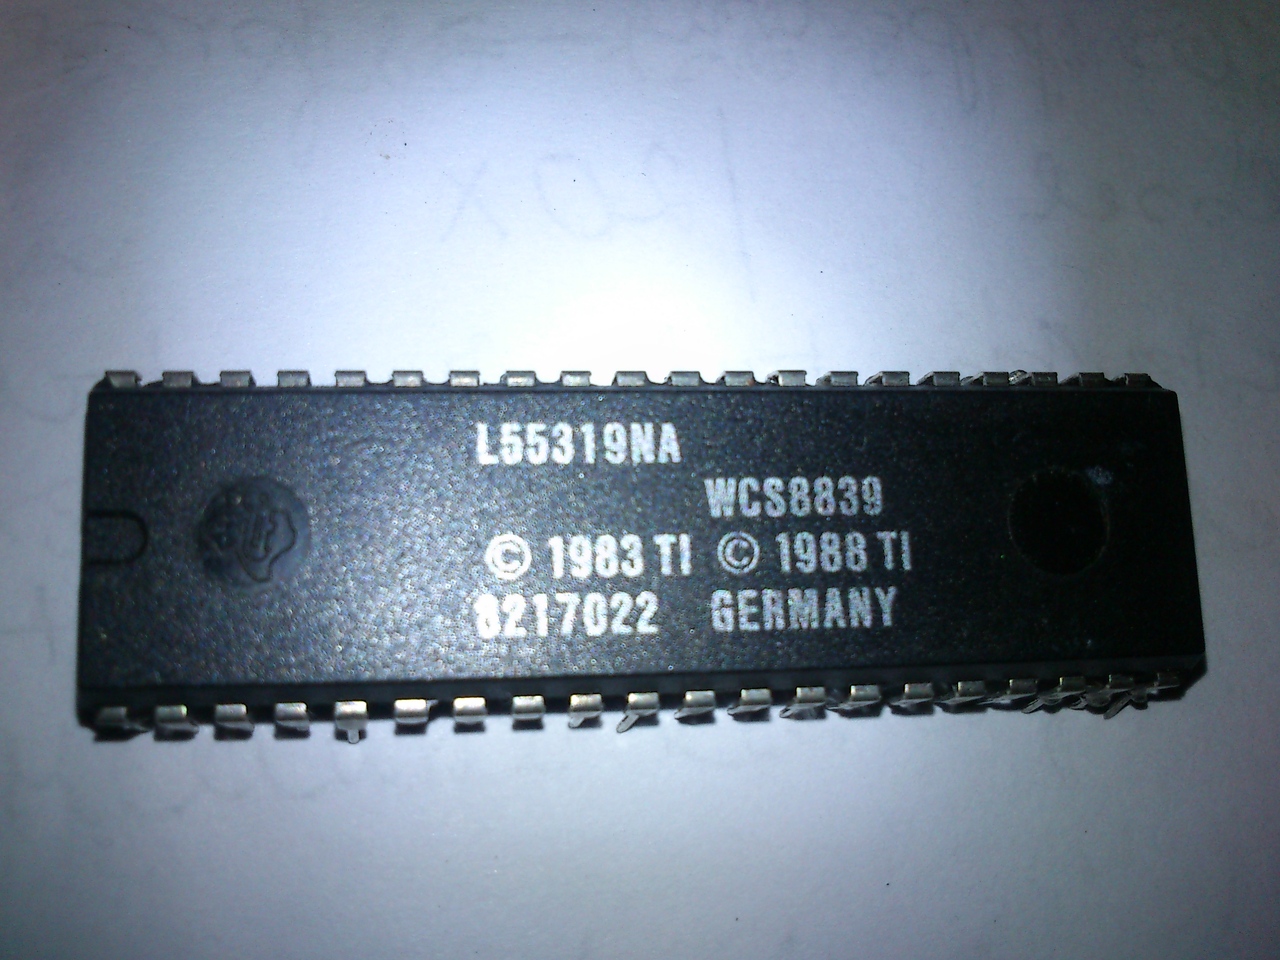 L55319NA
WCS8839
© 1983 TI © 1988 TI
8217022 GERMANY